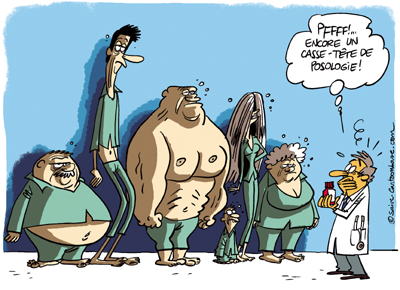 PFFFF!...
ENCORE UN
CASSE-TÊTE DE
POSOLOGIE!